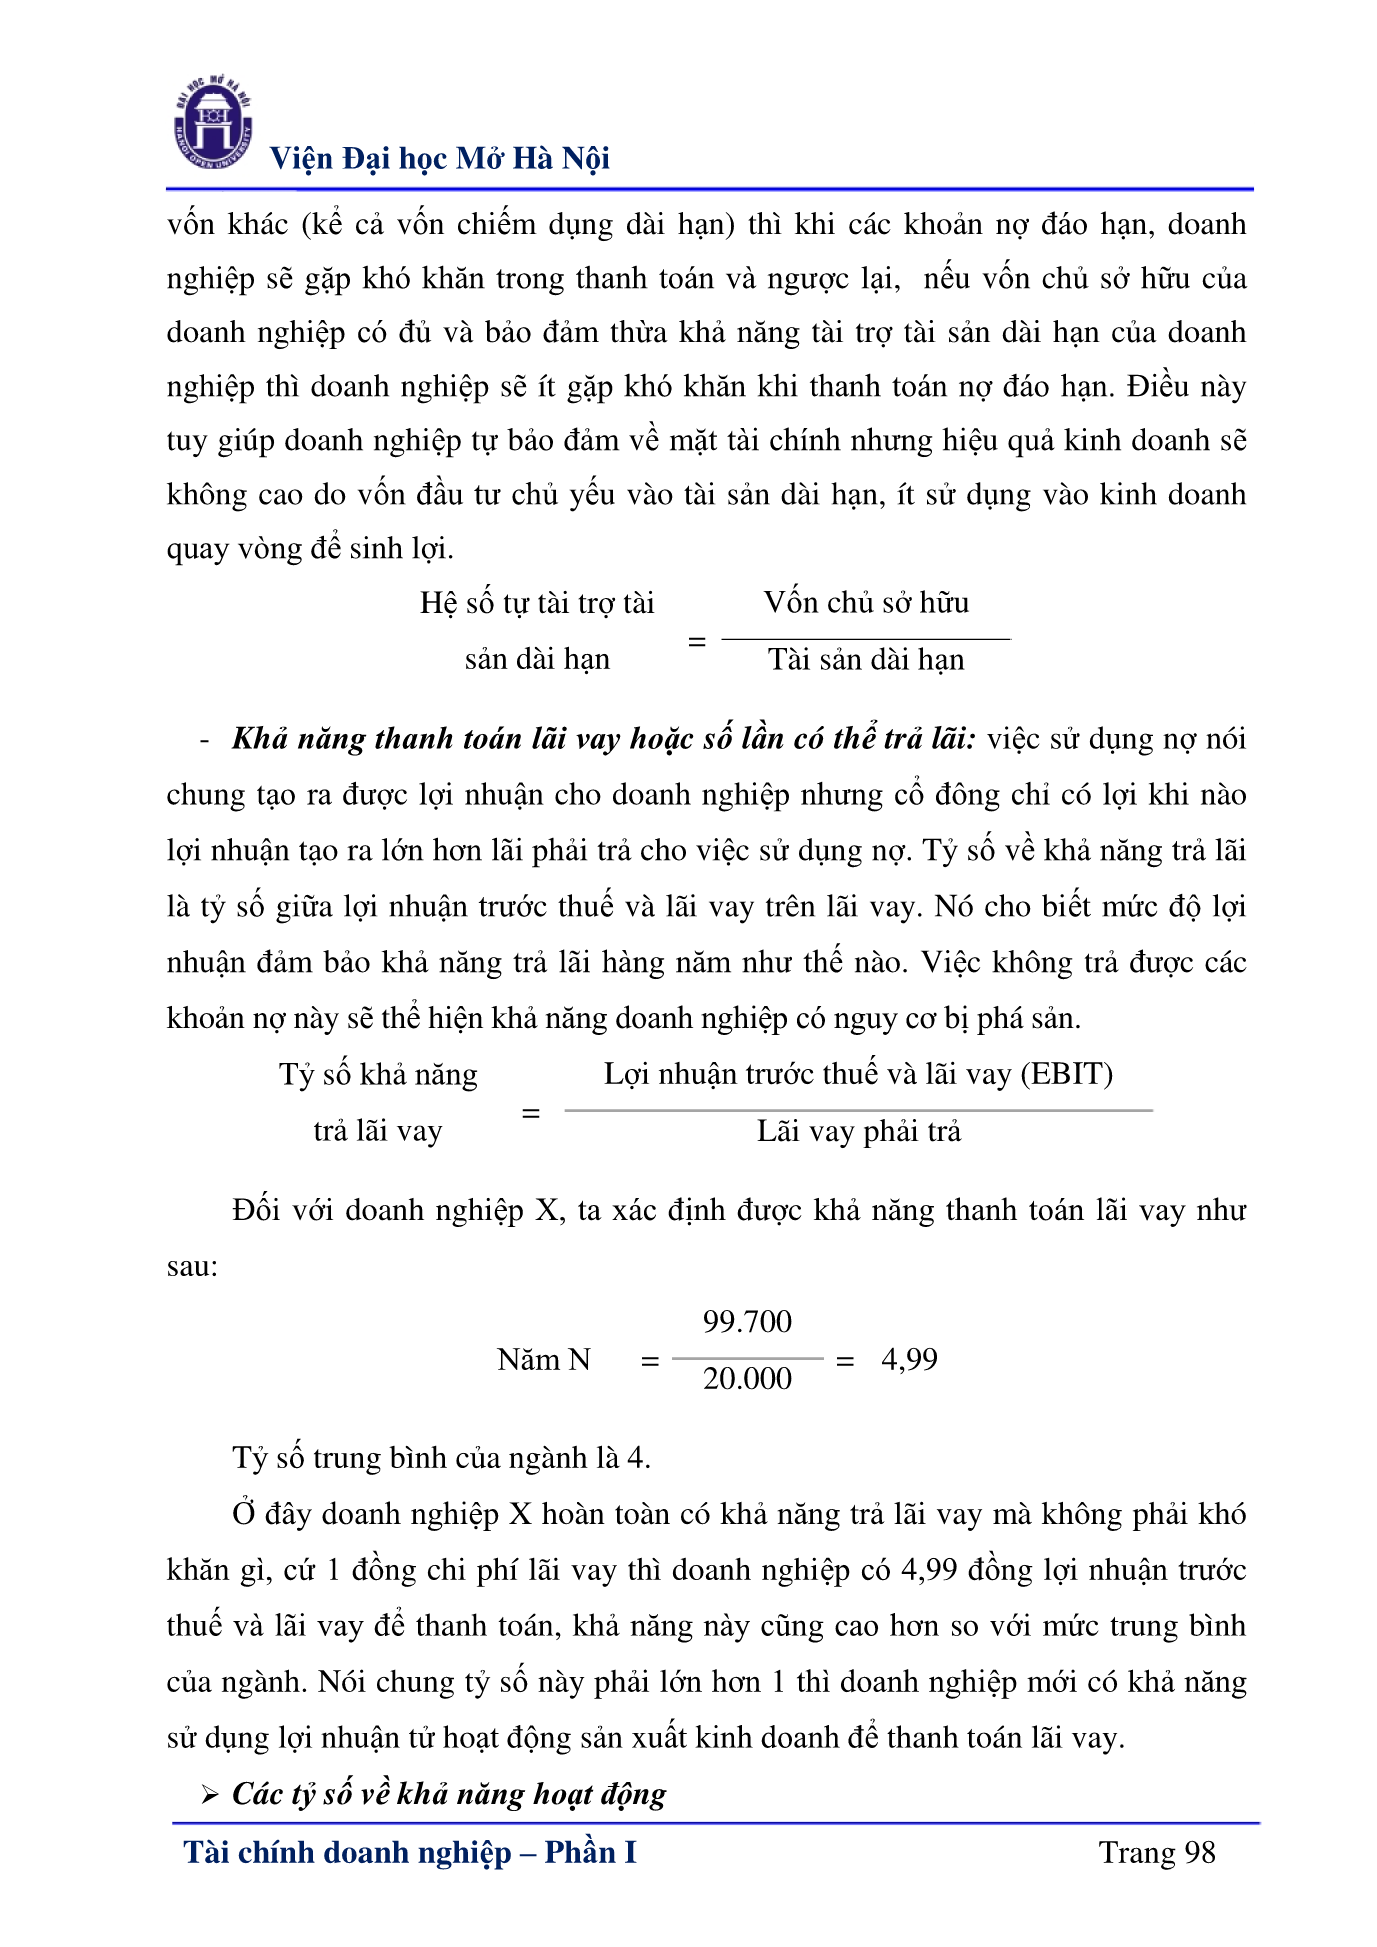 ĐẠI HỌC MỞ HÀ NỘI
HANOI OPEN UNIVERSITY
Viện Đại học Mở Hà Nội
vốn khác (kể cả vốn chiếm dụng dài hạn) thì khi các khoản nợ đáo hạn, doanh
nghiệp sẽ gặp khó khăn trong thanh toán và ngược lại,  nếu vốn chủ sở hữu của
doanh nghiệp có đủ và bảo đảm thừa khả năng tài trợ tài sản dài hạn của doanh
nghiệp thì doanh nghiệp sẽ ít gặp khó khăn khi thanh toán nợ đáo hạn. Điều này
tuy giúp doanh nghiệp tự bảo đảm về mặt tài chính nhưng hiệu quả kinh doanh sẽ
không cao do vốn đầu tư chủ yếu vào tài sản dài hạn, ít sử dụng vào kinh doanh
quay vòng để sinh lợi.
Hệ số tự tài trợ tài
sản dài hạn
=
Vốn chủ sở hữu
Tài sản dài hạn
- Khả năng thanh toán lãi vay hoặc số lần có thể trả lãi: việc sử dụng nợ nói
chung tạo ra được lợi nhuận cho doanh nghiệp nhưng cổ đông chỉ có lợi khi nào
lợi nhuận tạo ra lớn hơn lãi phải trả cho việc sử dụng nợ. Tỷ số về khả năng trả lãi
là tỷ số giữa lợi nhuận trước thuế và lãi vay trên lãi vay. Nó cho biết mức độ lợi
nhuận đảm bảo khả năng trả lãi hàng năm như thế nào. Việc không trả được các
khoản nợ này sẽ thể hiện khả năng doanh nghiệp có nguy cơ bị phá sản.
Tỷ số khả năng
trả lãi vay
=
Lợi nhuận trước thuế và lãi vay (EBIT)
Lãi vay phải trả
Đối với doanh nghiệp X, ta xác định được khả năng thanh toán lãi vay như
sau:
99.700
Năm N = = 4,99
20.000
Tỷ số trung bình của ngành là 4.
Ở đây doanh nghiệp X hoàn toàn có khả năng trả lãi vay mà không phải khó
khăn gì, cứ 1 đồng chi phí lãi vay thì doanh nghiệp có 4,99 đồng lợi nhuận trước
thuế và lãi vay để thanh toán, khả năng này cũng cao hơn so với mức trung bình
của ngành. Nói chung tỷ số này phải lớn hơn 1 thì doanh nghiệp mới có khả năng
sử dụng lợi nhuận tử hoạt động sản xuất kinh doanh để thanh toán lãi vay.
➢ Các tỷ số về khả năng hoạt động
Tài chính doanh nghiệp – Phần I Trang 98